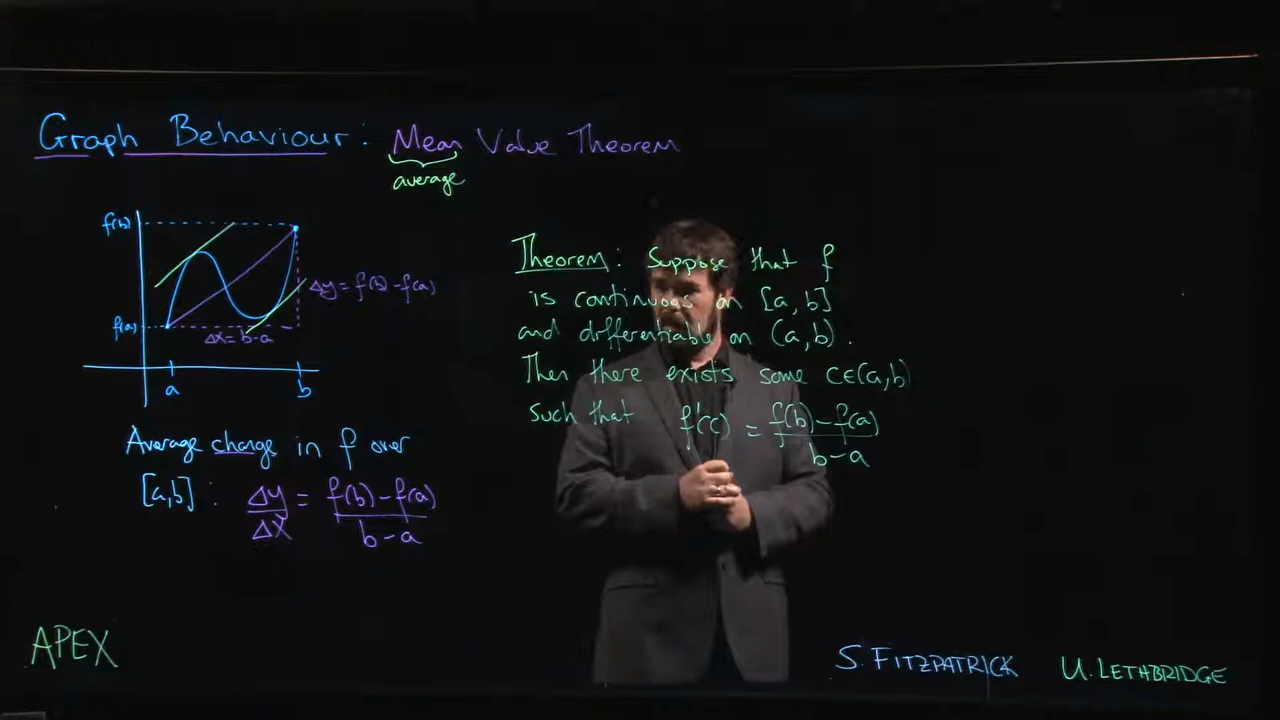 Graph Behaviour: Mean Value Theorem
average
f(b)
f(a)
Δy = f(b) - f(a)
Δx = b-a
a
b
Average change in f over
[a,b] : Δy/Δx = f(b)-f(a)/b-a
Theorem: Suppose that f
is continuous on [a,b]
and differentiable on (a,b).
Then there exists some c∈(a,b)
such that f'(c) = f(b)-f(a)/b-a
APEX
S. FITZPATRICK
U. LETHBRIDGE